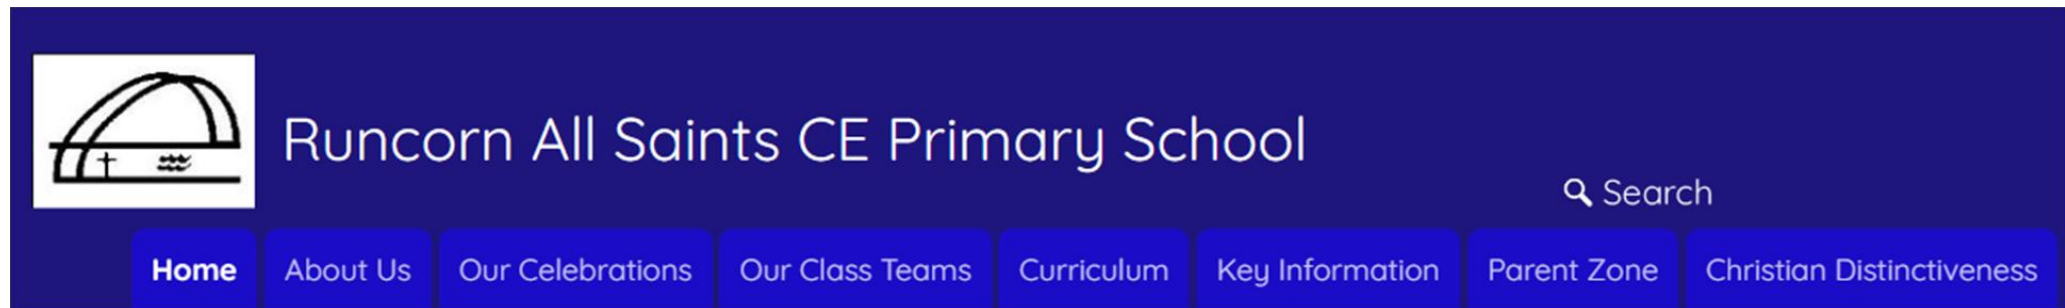 Runcorn All Saints CE Primary School
Search
Home About Us Our Celebrations Our Class Teams Curriculum Key Information Parent Zone Christian Distinctiveness